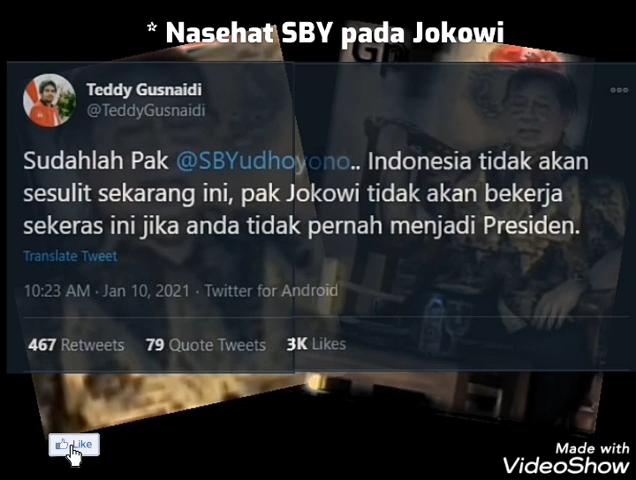 * Nasehat SBY pada Jokowi
Teddy Gusnaidi
@TeddyGusnaidi
Sudahlah Pak @SBYudhoyono.. Indonesia tidak akan
sesulit sekarang ini, pak Jokowi tidak akan bekerja
sekeras ini jika anda tidak pernah menjadi Presiden.
Translate Tweet
10:23 AM · Jan 10, 2021 · Twitter for Android
467 Retweets 79 Quote Tweets 3K Likes
Like
Made with
VideoShow